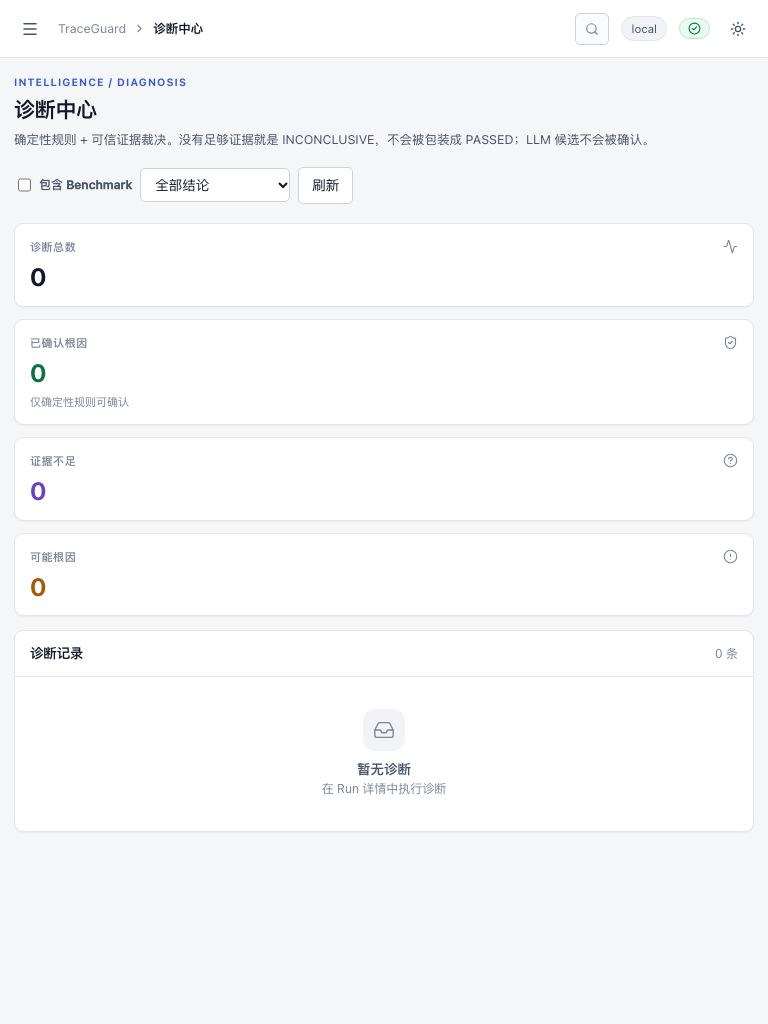 TraceGuard > 诊断中心
local
INTELLIGENCE / DIAGNOSIS
诊断中心
确定性规则 + 可信证据裁决。没有足够证据就是 INCONCLUSIVE，不会被包装成 PASSED；LLM 候选不会被确认。
包含 Benchmark 全部结论 刷新
诊断总数
0
已确认根因
0
仅确定性规则可确认
证据不足
0
可能根因
0
诊断记录 0 条
暂无诊断
在 Run 详情中执行诊断